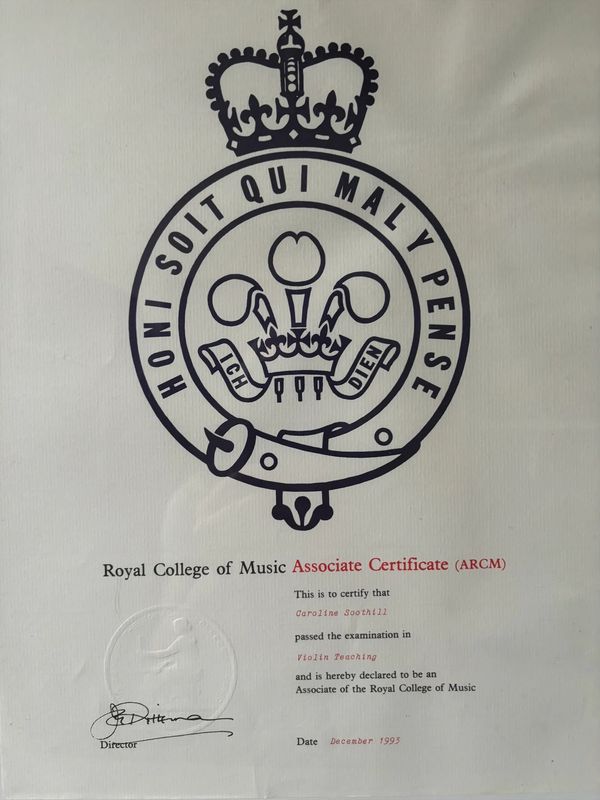 HONI SOIT QUI MAL Y PENSE
ICH DIEN
Royal College of Music Associate Certificate (ARCM)
This is to certify that
Caroline Soothill
passed the examination in
Violin Teaching
and is hereby declared to be an
Associate of the Royal College of Music
Director
Date December 1995